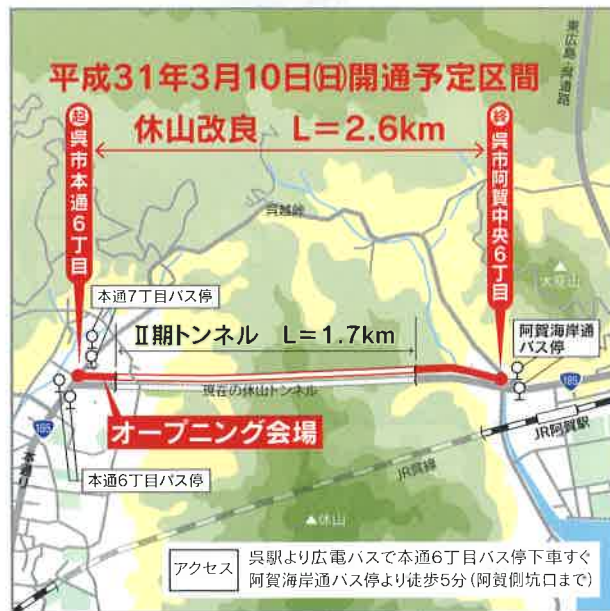 平成31年3月10日(日)開通予定区間
休山改良 L=2.6km
起 呉市本通6丁目
終 呉市阿賀中央6丁目
東広島・呉道路
呉越峠
大空山
本通7丁目バス停
Ⅱ期トンネル L=1.7km
阿賀海岸通
バス停
現在の休山トンネル
185
185
オープニング会場
JR阿賀駅
本通り
本通6丁目バス停
JR呉線
休山
アクセス
呉駅より広電バスで本通6丁目バス停下車すぐ
阿賀海岸通バス停より徒歩5分(阿賀側坑口まで)